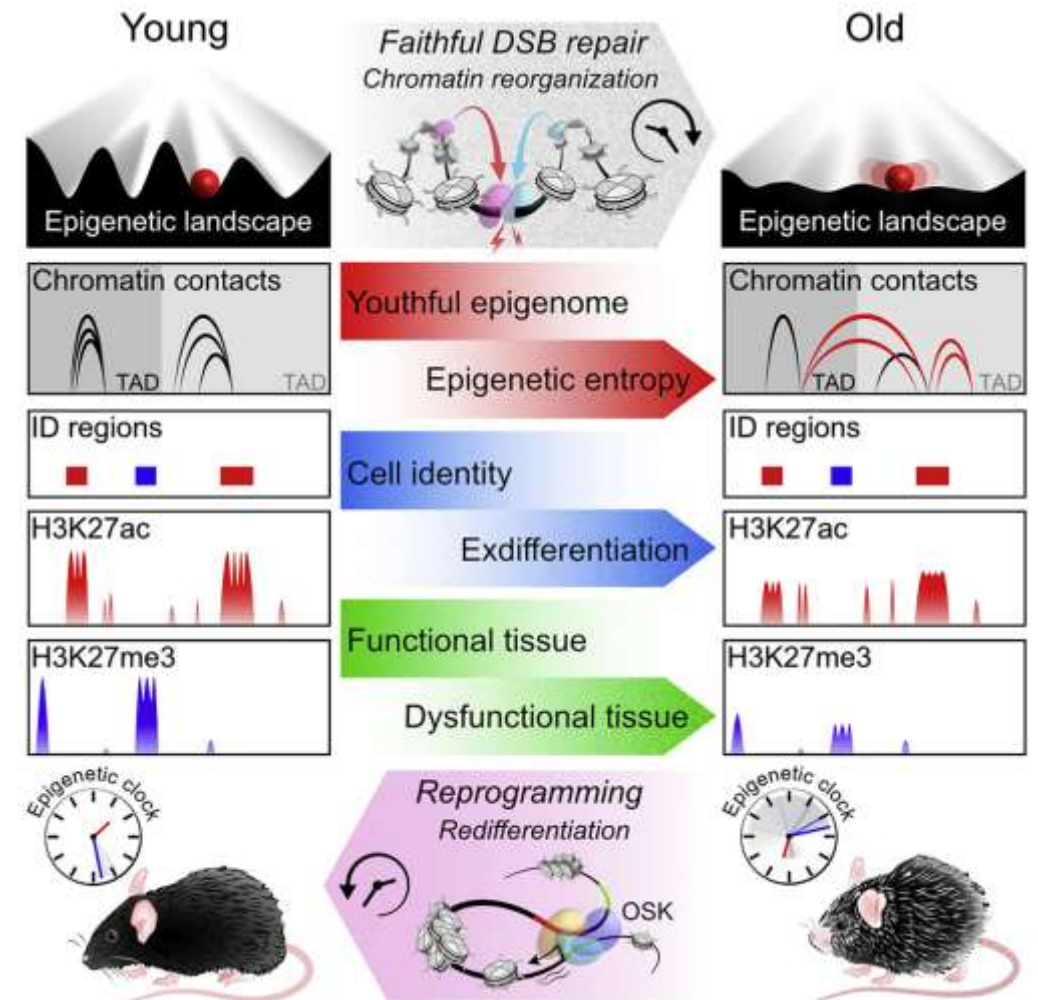 Young
Faithful DSB repair
Chromatin reorganization
Old
Epigenetic landscape
Epigenetic landscape
Chromatin contacts
TAD
TAD
Youthful epigenome
Epigenetic entropy
Chromatin contacts
TAD
TAD
ID regions
Cell identity
ID regions
H3K27ac
Exdifferentiation
H3K27ac
Functional tissue
H3K27me3
Dysfunctional tissue
H3K27me3
Epigenetic clock
Reprogramming
Redifferentiation
OSK
Epigenetic clock